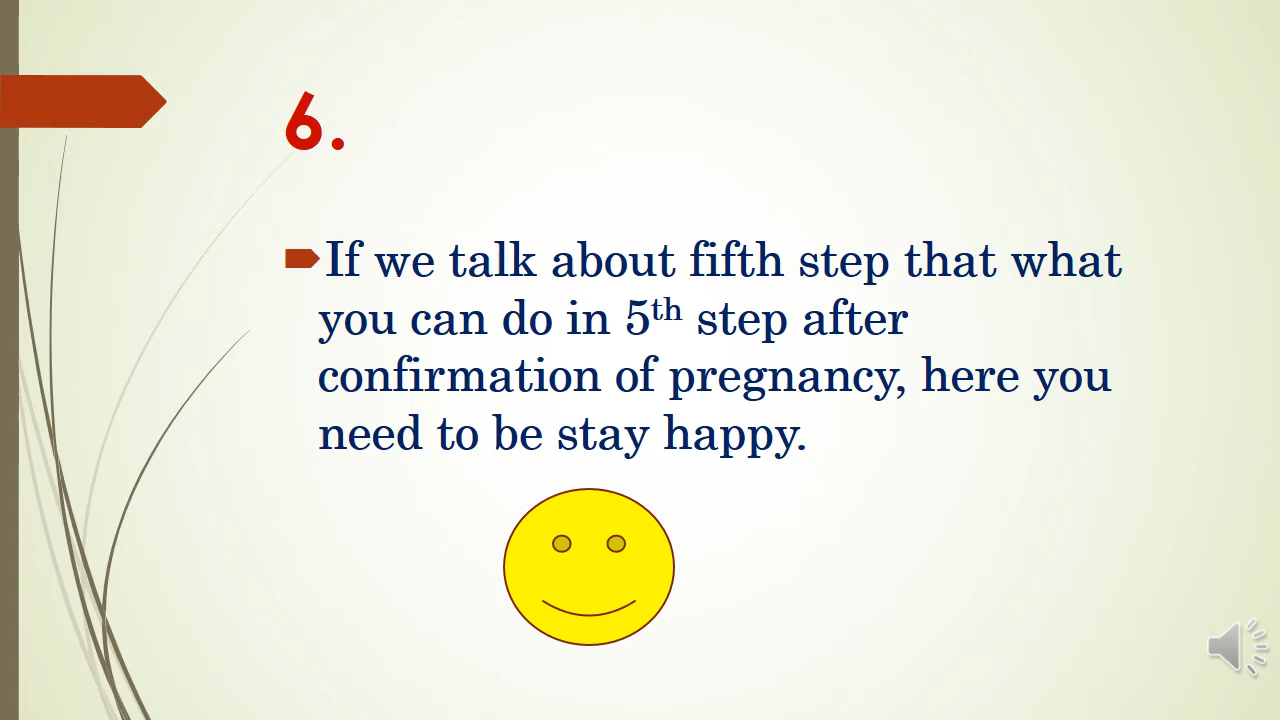 6.
If we talk about fifth step that what
you can do in 5th step after
confirmation of pregnancy, here you
need to be stay happy.